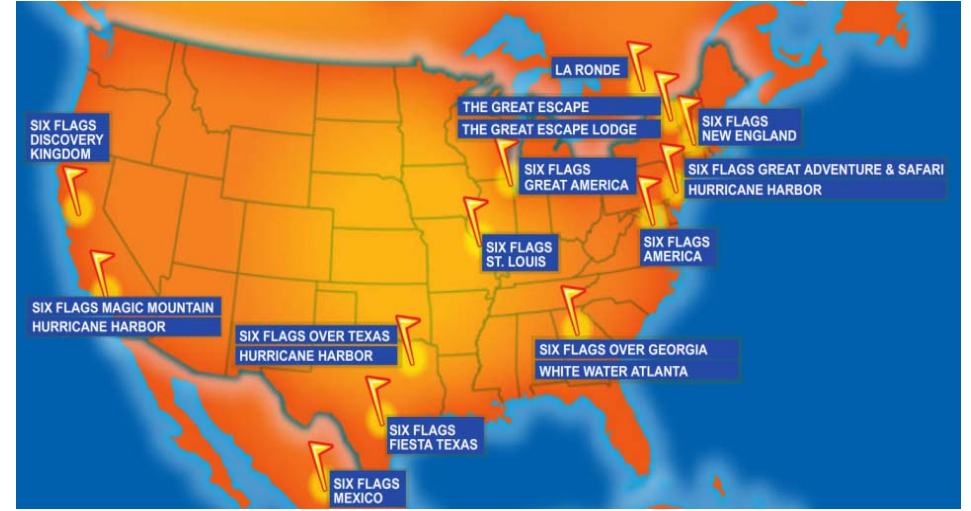 LA RONDE
THE GREAT ESCAPE
THE GREAT ESCAPE LODGE
SIX FLAGS
NEW ENGLAND
SIX FLAGS
DISCOVERY
KINGDOM
SIX FLAGS
GREAT AMERICA
SIX FLAGS GREAT ADVENTURE & SAFARI
HURRICANE HARBOR
SIX FLAGS
ST. LOUIS
SIX FLAGS
AMERICA
SIX FLAGS MAGIC MOUNTAIN
HURRICANE HARBOR
SIX FLAGS OVER TEXAS
HURRICANE HARBOR
SIX FLAGS OVER GEORGIA
WHITE WATER ATLANTA
SIX FLAGS
FIESTA TEXAS
SIX FLAGS
MEXICO